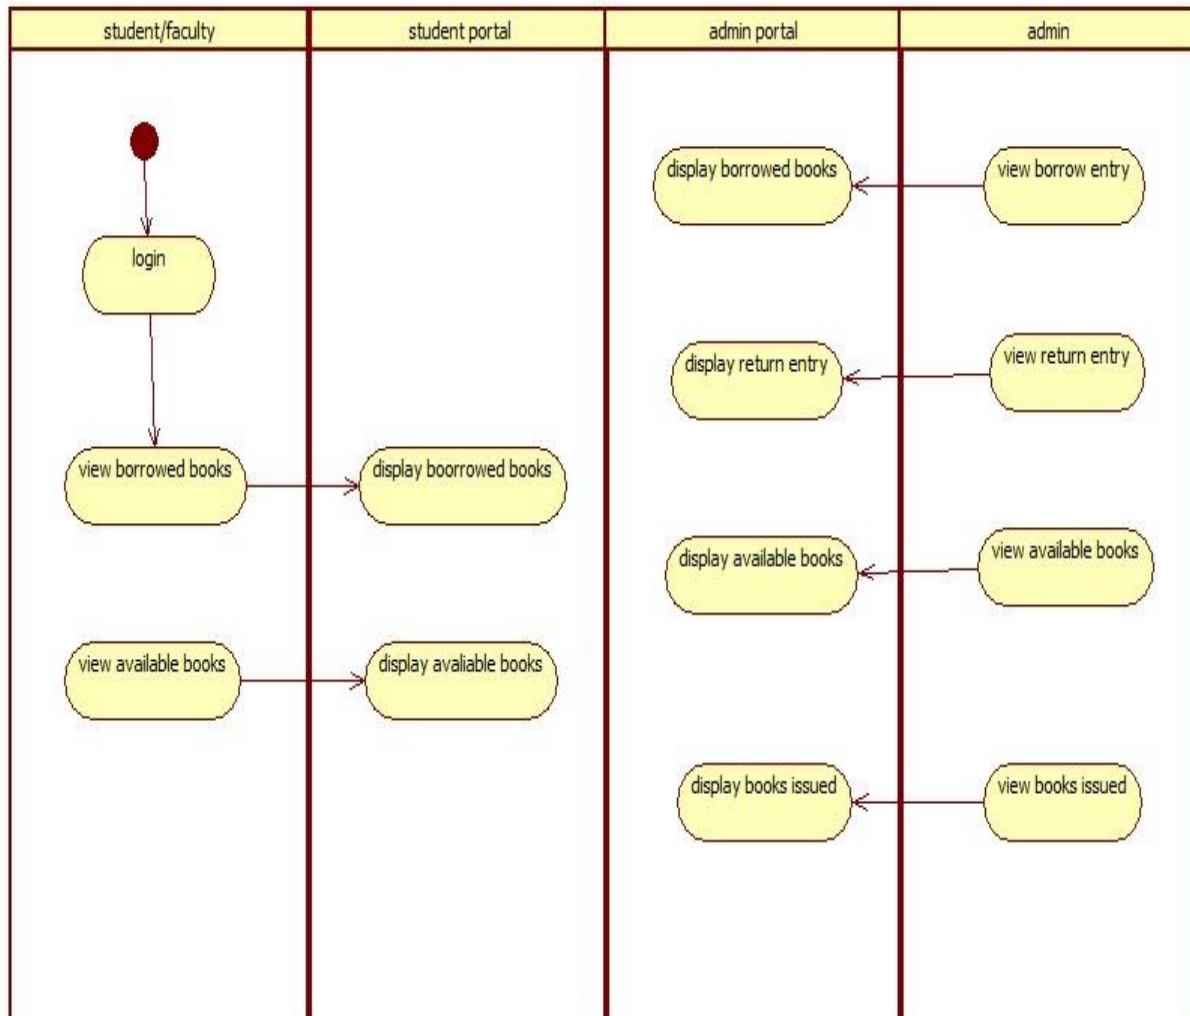 student/faculty
student portal
admin portal
admin
display borrowed books
view borrow entry
login
display return entry
view return entry
view borrowed books
display boorrowed books
display available books
view available books
view available books
display avaliable books
display books issued
view books issued